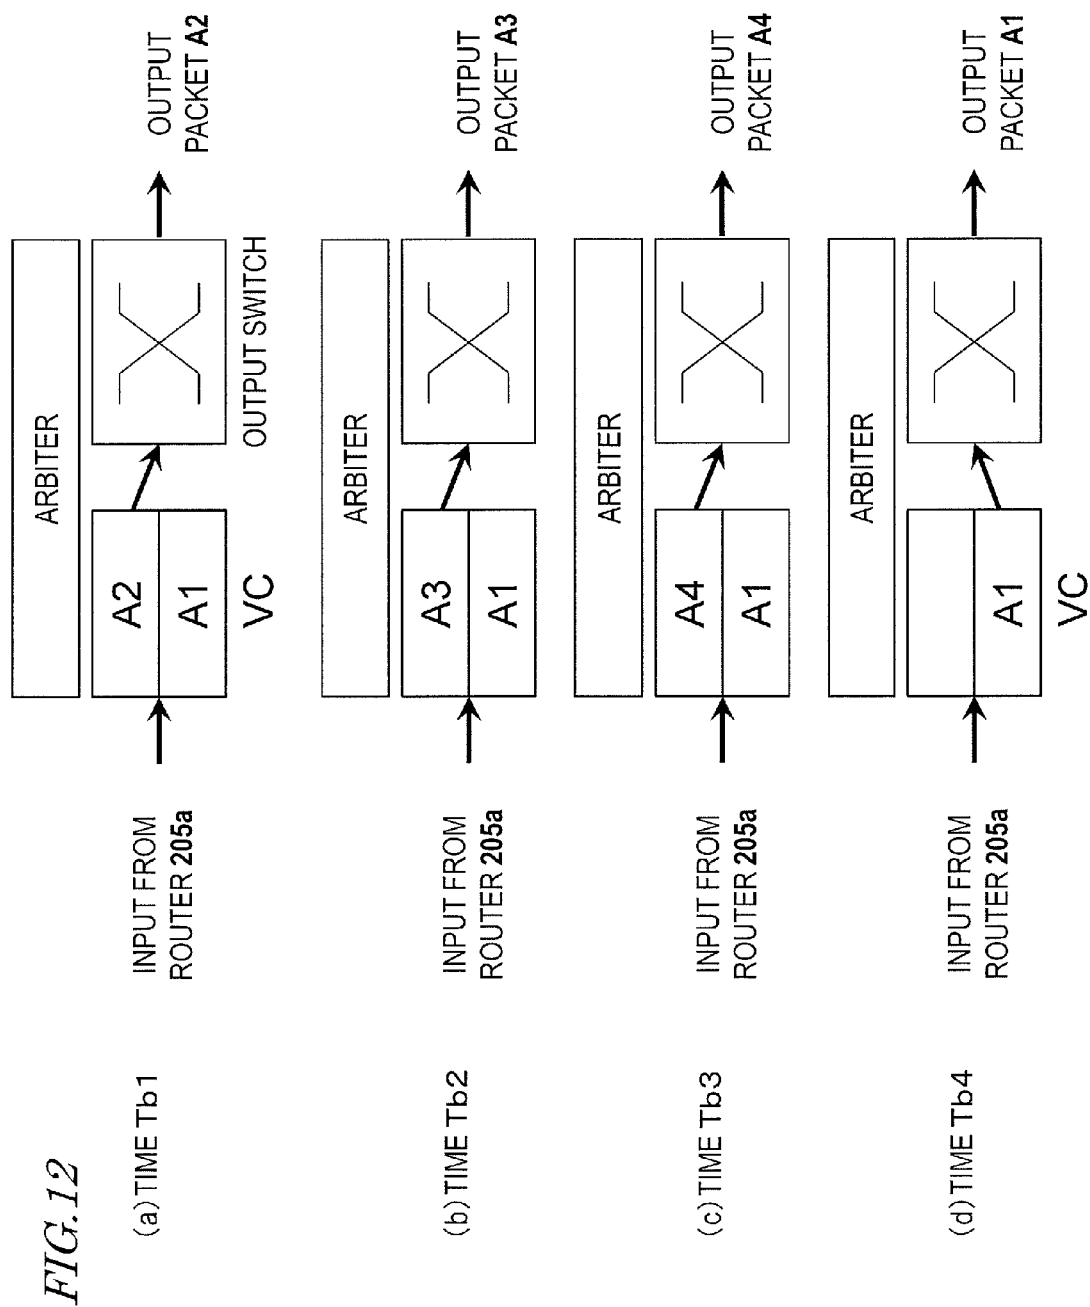 FIG.12
(a)TIME Tb1
INPUT FROM
ROUTER 205a
ARBITER
A2
A1
VC
OUTPUT SWITCH
OUTPUT
PACKET A2
(b)TIME Tb2
INPUT FROM
ROUTER 205a
ARBITER
A3
A1
OUTPUT
PACKET A3
(c)TIME Tb3
INPUT FROM
ROUTER 205a
ARBITER
A4
A1
OUTPUT
PACKET A4
(d)TIME Tb4
INPUT FROM
ROUTER 205a
ARBITER
A1
VC
OUTPUT
PACKET A1